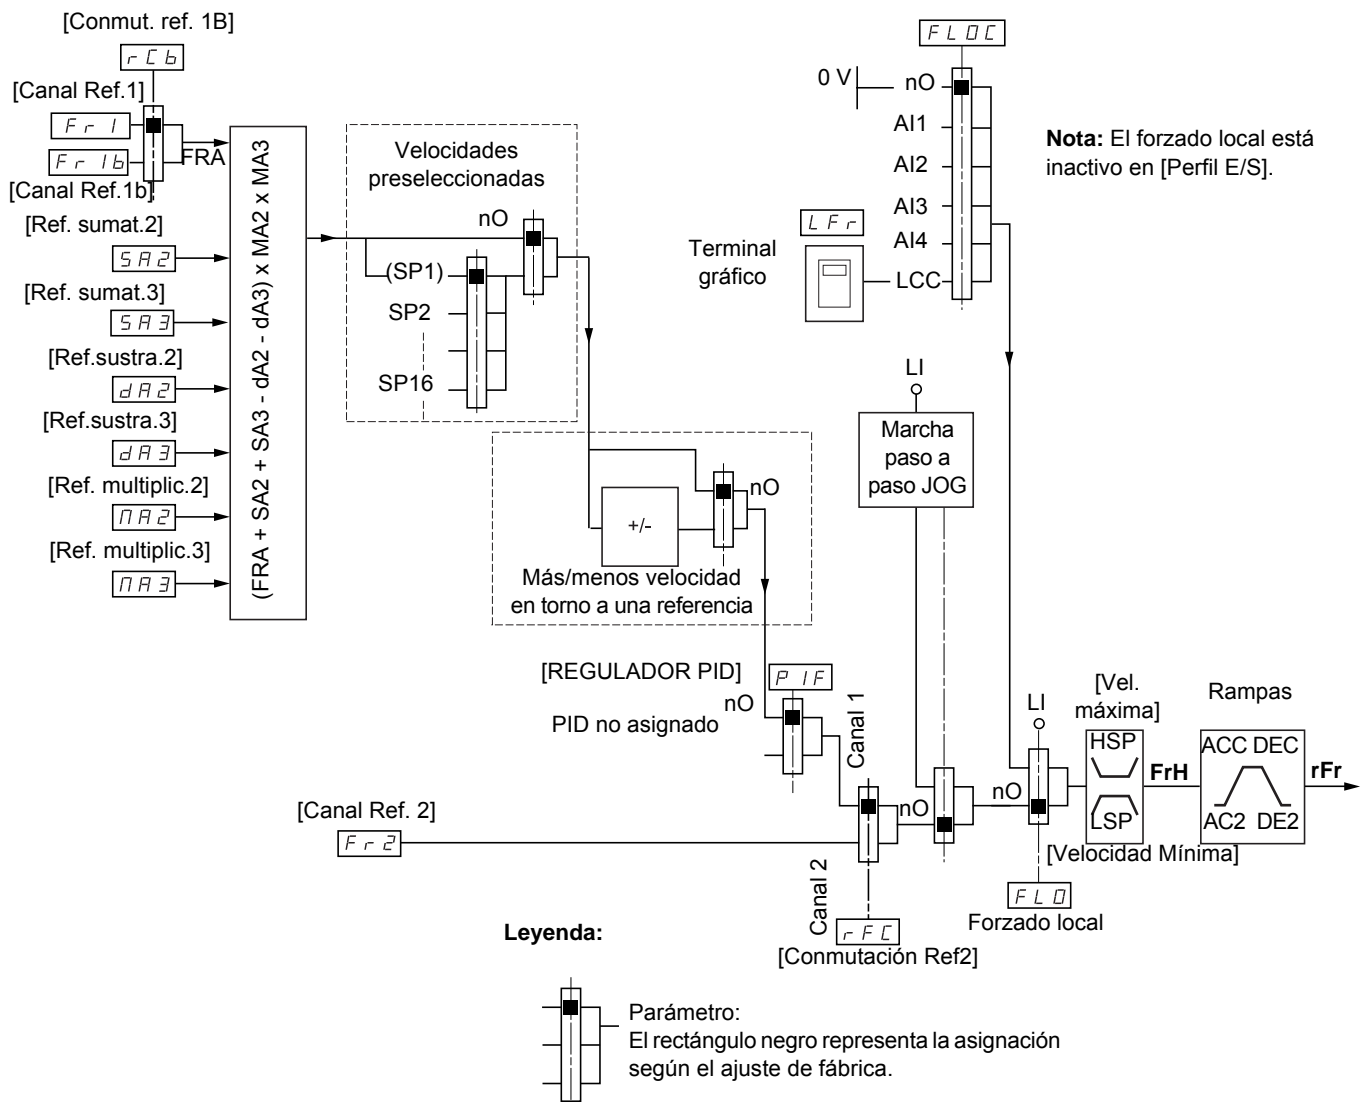 [Conmut. ref. 1B]
rCb
[Canal Ref.1]
Fr1
Fr1b
FRA
[Canal Ref.1b]
[Ref. sumat.2]
SA2
[Ref. sumat.3]
SA3
[Ref.sustra.2]
dA2
[Ref.sustra.3]
dA3
[Ref. multiplic.2]
MA2
[Ref. multiplic.3]
MA3
(FRA + SA2 + SA3 - dA2 - dA3) x MA2 x MA3
Velocidades
preseleccionadas
nO
(SP1)
SP2
SP16
+/-
nO
Más/menos velocidad
en torno a una referencia
FLOC
0 V
nO
AI1
AI2
AI3
AI4
LCC
LFr
Terminal
gráfico
Nota: El forzado local está
inactivo en [Perfil E/S].
LI
Marcha
paso a
paso JOG
[REGULADOR PID]
PIF
nO
PID no asignado
Canal 1
[Canal Ref. 2]
Fr2
Canal 2
rFC
[Conmutación Ref2]
nO
nO
LI
FLO
Forzado local
[Vel.
máxima]
HSP
LSP
[Velocidad Mínima]
FrH
Rampas
ACC DEC
AC2 DE2
rFr
Leyenda:
Parámetro:
El rectángulo negro representa la asignación
según el ajuste de fábrica.